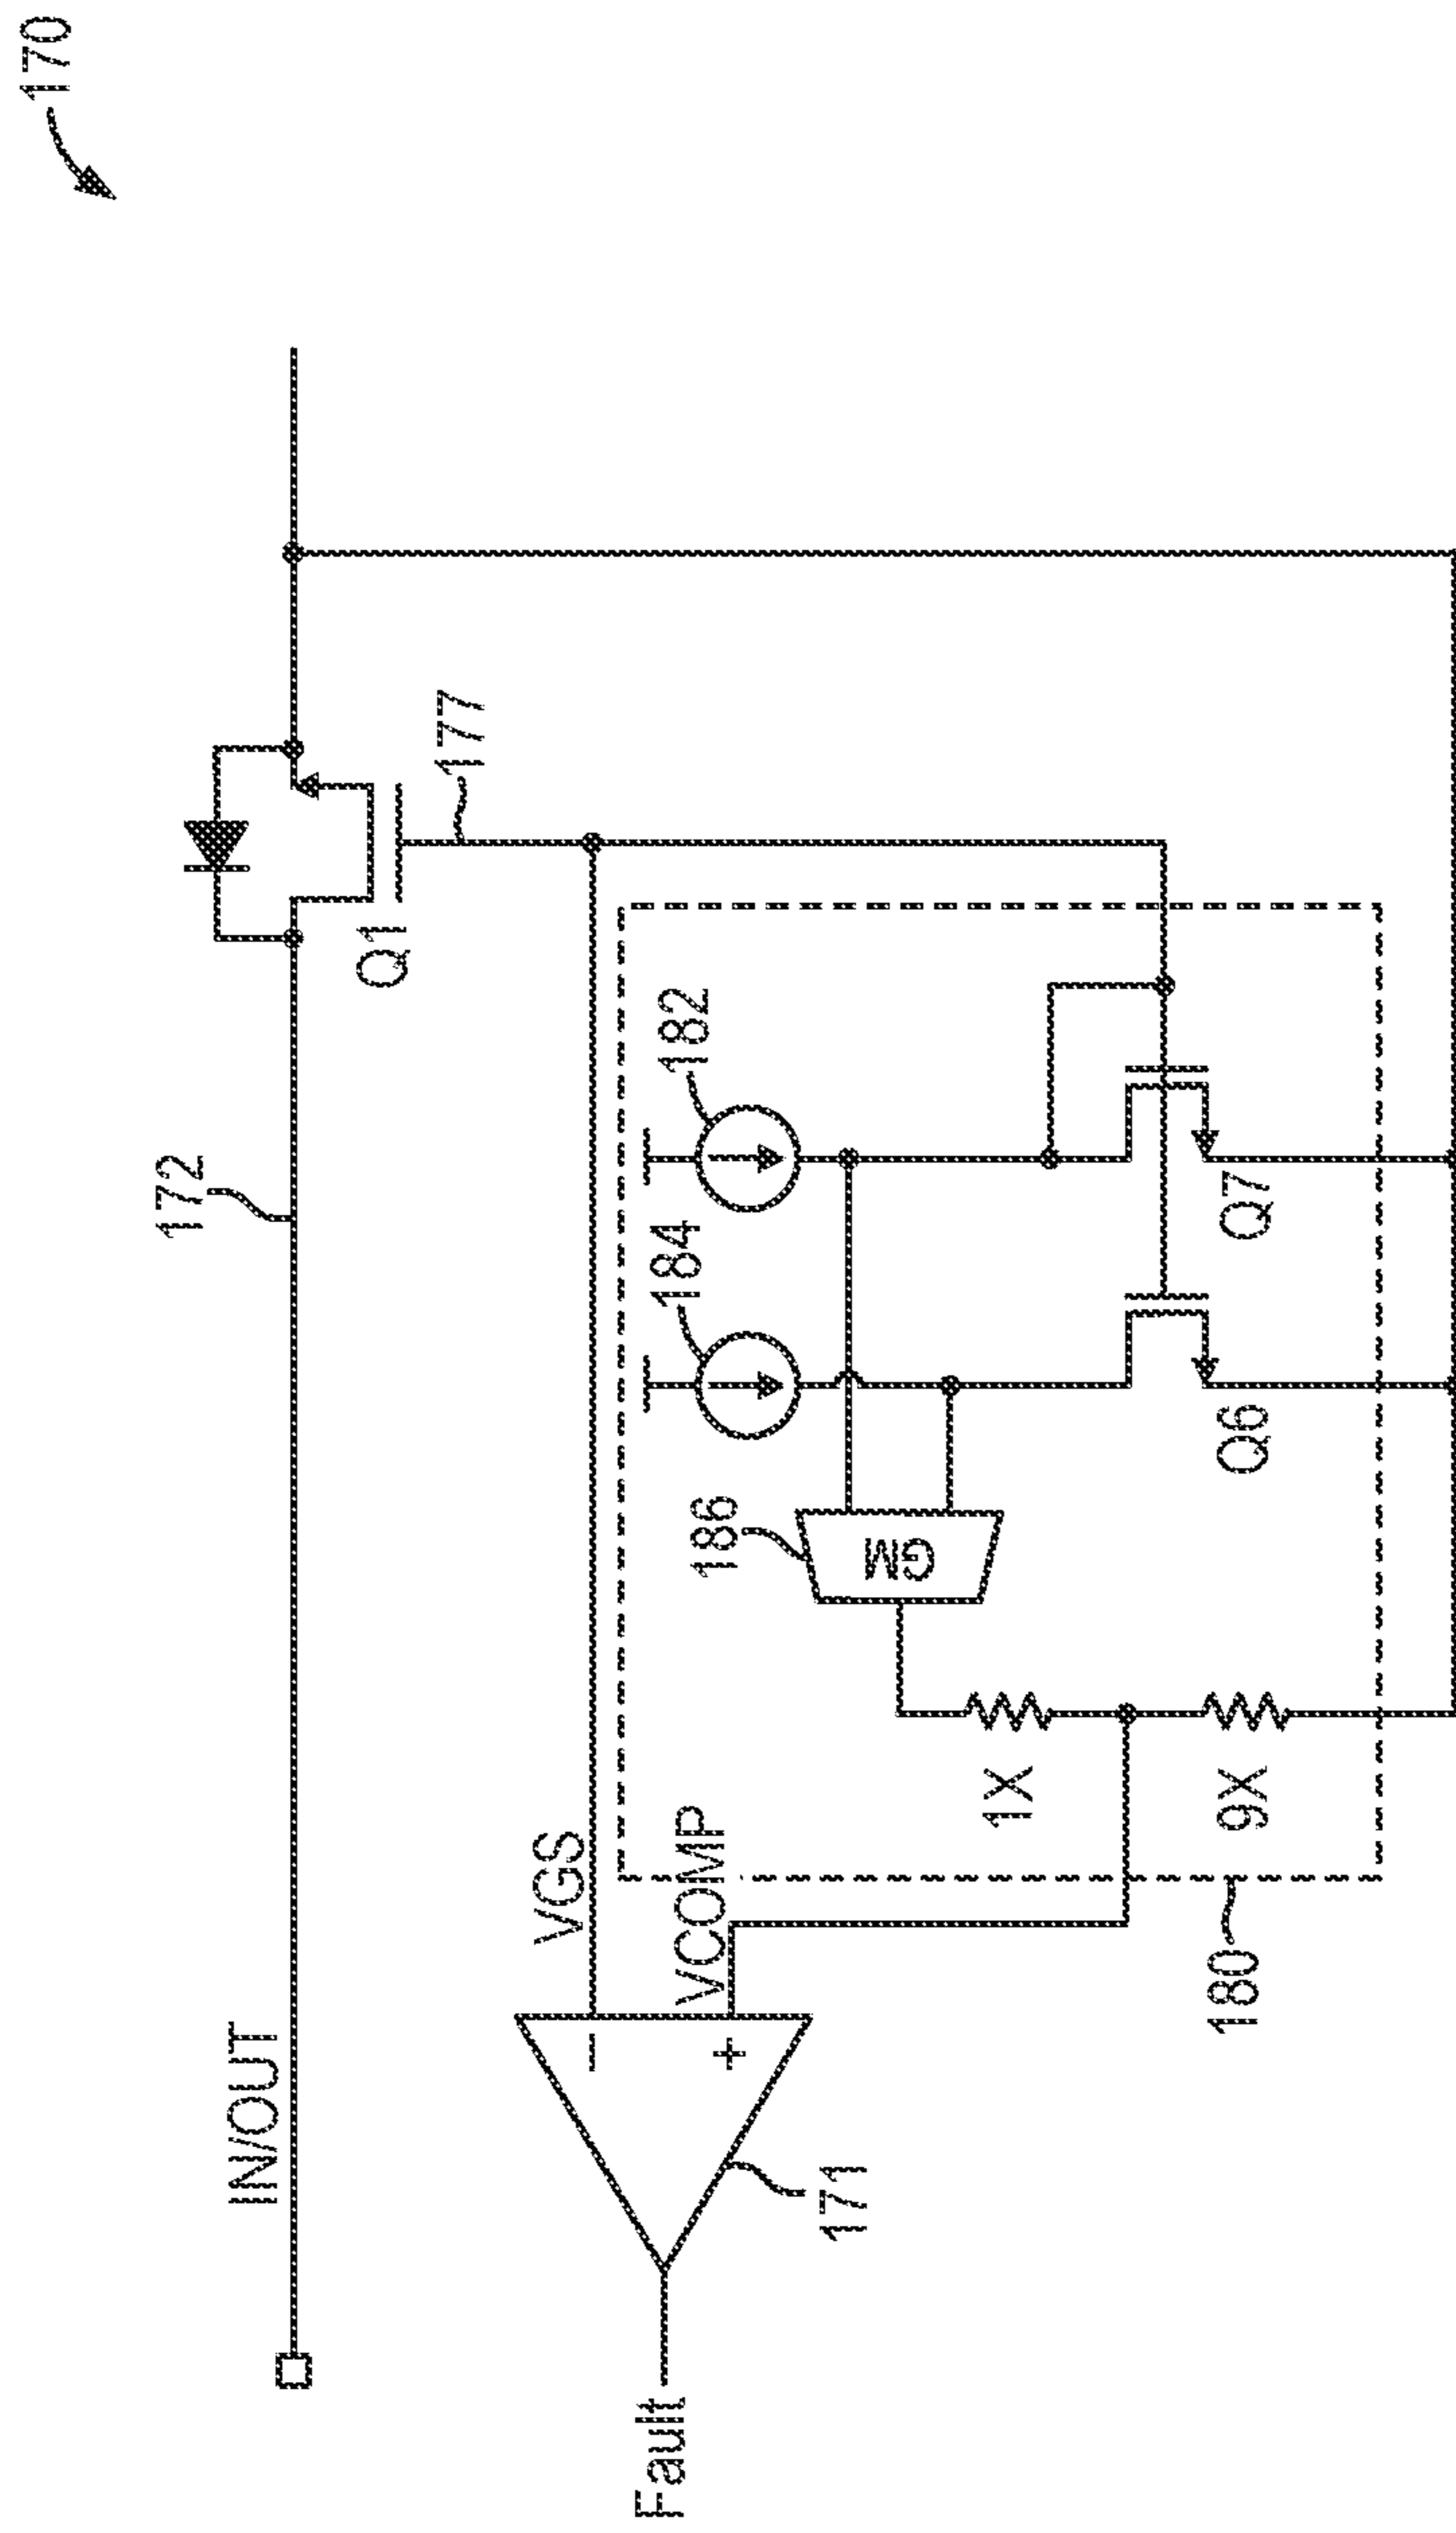 170
IN/OUT
172
Q1
177
VGS
VCOMP
Fault
171
186
184
182
GM
1X
9X
Q6
Q7
180